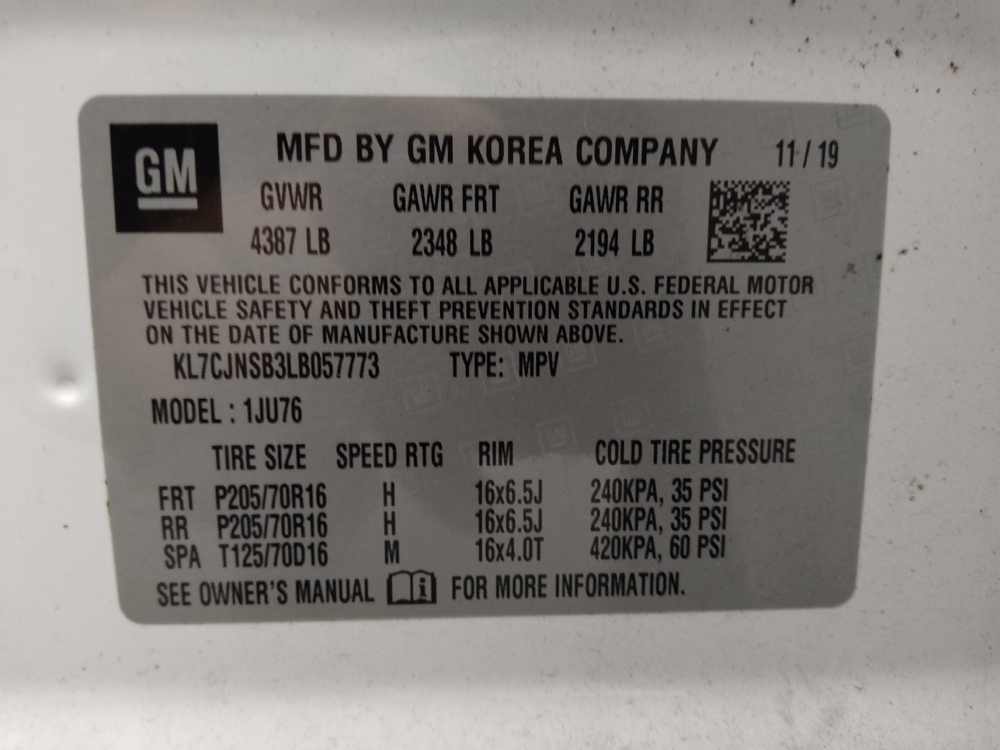 GM
MFD BY GM KOREA COMPANY 11/19
GVWR GAWR FRT GAWR RR
4387 LB 2348 LB 2194 LB
THIS VEHICLE CONFORMS TO ALL APPLICABLE U.S. FEDERAL MOTOR
VEHICLE SAFETY AND THEFT PREVENTION STANDARDS IN EFFECT
ON THE DATE OF MANUFACTURE SHOWN ABOVE.
KL7CJNSB3LB057773 TYPE: MPV
MODEL : 1JU76
TIRE SIZE SPEED RTG RIM COLD TIRE PRESSURE
FRT P205/70R16 H 16x6.5J 240KPA, 35 PSI
RR P205/70R16 H 16x6.5J 240KPA, 35 PSI
SPA T125/70D16 M 16x4.0T 420KPA, 60 PSI
SEE OWNER'S MANUAL FOR MORE INFORMATION.